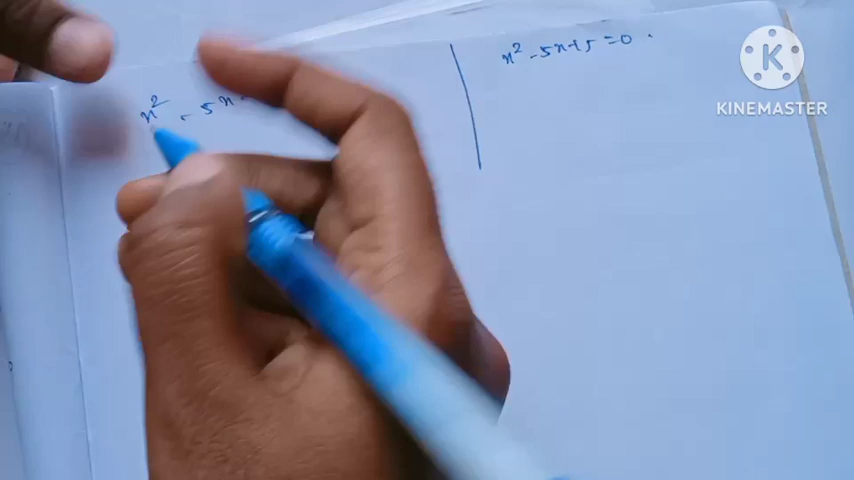 x² - 5x
x² - 5x + 5 = 0
KINEMASTER